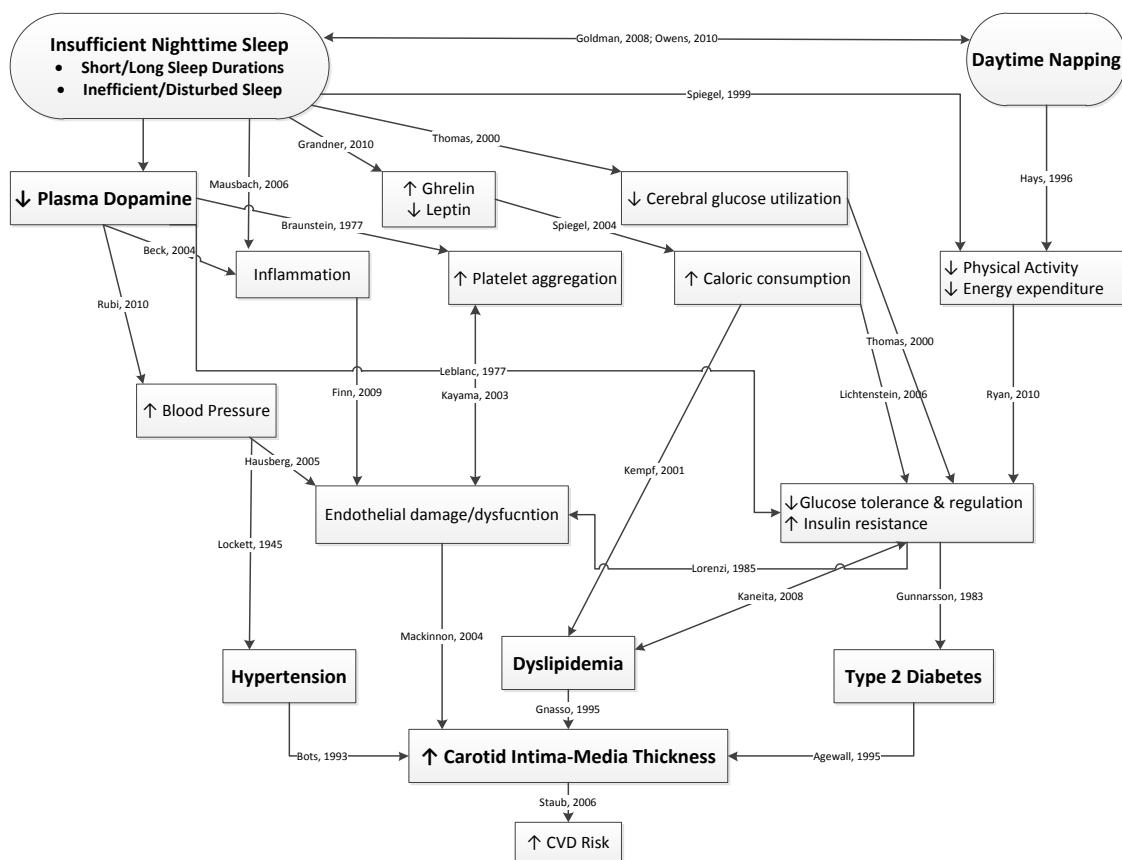 Insufficient Nighttime Sleep
• Short/Long Sleep Durations
• Inefficient/Disturbed Sleep
Goldman, 2008; Owens, 2010
Daytime Napping
Spiegel, 1999
Thomas, 2000
Grandner, 2010
Mausbach, 2006
Hays, 1996
↓ Plasma Dopamine
↑ Ghrelin
↓ Leptin
↓ Cerebral glucose utilization
Braunstein, 1977
Spiegel, 2004
Beck, 2004
Inflammation
↑ Platelet aggregation
↑ Caloric consumption
↓ Physical Activity
↓ Energy expenditure
Rubi, 2010
Thomas, 2000
Leblanc, 1977
Finn, 2009
Kayama, 2003
Lichtenstein, 2006
Ryan, 2010
↑ Blood Pressure
Hausberg, 2005
Kempf, 2001
Endothelial damage/dysfucntion
↓Glucose tolerance & regulation
↑ Insulin resistance
Lockett, 1945
Lorenzi, 1985
Kaneita, 2008
Gunnarsson, 1983
Mackinnon, 2004
Hypertension
Dyslipidemia
Type 2 Diabetes
Gnasso, 1995
Bots, 1993
↑ Carotid Intima-Media Thickness
Agewall, 1995
Staub, 2006
↑ CVD Risk